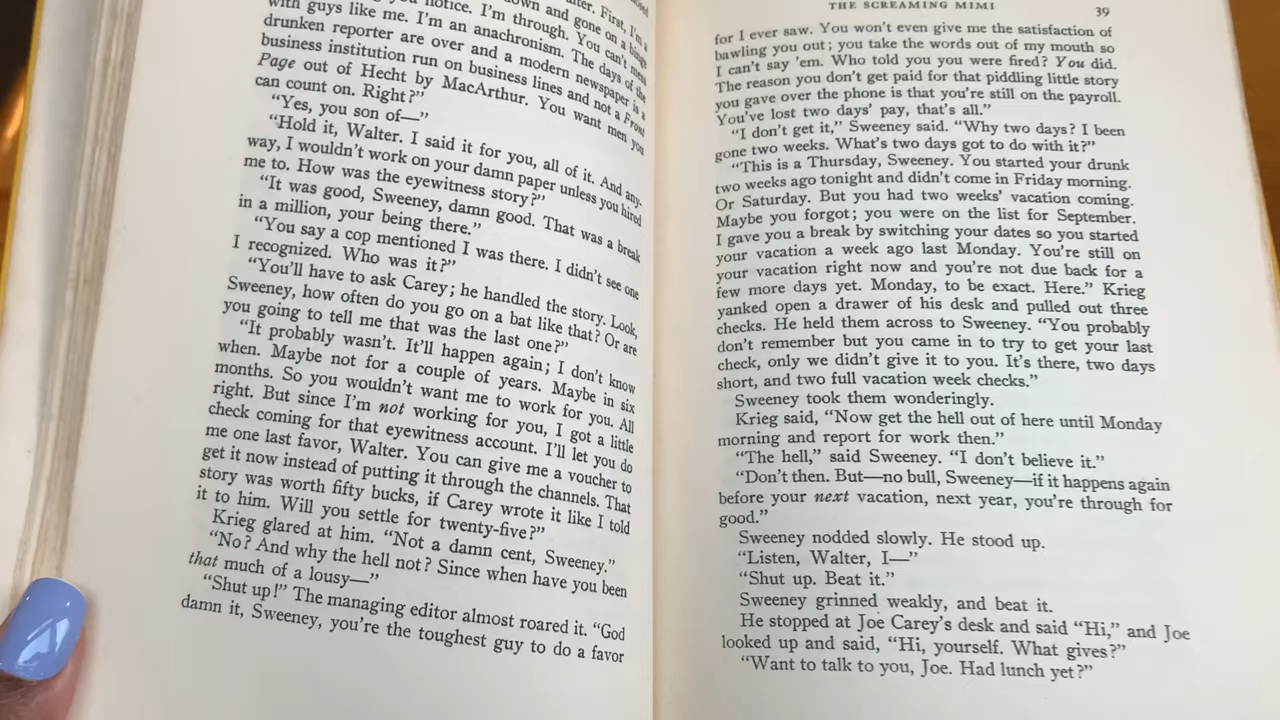 notice. I'm through. You can't mess
with guys like me. I'm an anachronism. The days of the
drunken reporter are over and a modern newspaper is a
business institution run on business lines and not a Front
Page out of Hecht by MacArthur. You want men you
can count on. Right?”
“Yes, you son of—”
“Hold it, Walter. I said it for you, all of it. And any-
way, I wouldn't work on your damn paper unless you hired
me to. How was the eyewitness story?”
“It was good, Sweeney, damn good. That was a break
in a million, your being there.”
“You say a cop mentioned I was there. I didn't see one
I recognized. Who was it?”
“You'll have to ask Carey; he handled the story. Look,
Sweeney, how often do you go on a bat like that? Or are
you going to tell me that was the last one?”
“It probably wasn't. It'll happen again; I don't know
when. Maybe not for a couple of years. Maybe in six
months. So you wouldn't want me to work for you. All
right. But since I'm not working for you, I got a little
check coming for that eyewitness account. I'll let you do
me one last favor, Walter. You can give me a voucher to
get it now instead of putting it through the channels. That
story was worth fifty bucks, if Carey wrote it like I told
it to him. Will you settle for twenty-five?”
Krieg glared at him. “Not a damn cent, Sweeney.”
“No? And why the hell not? Since when have you been
that much of a lousy—”
“Shut up!” The managing editor almost roared it. “God
damn it, Sweeney, you're the toughest guy to do a favor
THE SCREAMING MIMI 39
for I ever saw. You won't even give me the satisfaction of
bawling you out; you take the words out of my mouth so
I can't say 'em. Who told you you were fired? You did.
The reason you don't get paid for that piddling little story
you gave over the phone is that you're still on the payroll.
You've lost two days' pay, that's all.”
“I don't get it,” Sweeney said. “Why two days? I been
gone two weeks. What's two days got to do with it?”
“This is a Thursday, Sweeney. You started your drunk
two weeks ago tonight and didn't come in Friday morning.
Or Saturday. But you had two weeks' vacation coming.
Maybe you forgot; you were on the list for September.
I gave you a break by switching your dates so you started
your vacation a week ago last Monday. You're still on
your vacation right now and you're not due back for a
few more days yet. Monday, to be exact. Here.” Krieg
yanked open a drawer of his desk and pulled out three
checks. He held them across to Sweeney. “You probably
don't remember but you came in to try to get your last
check, only we didn't give it to you. It's there, two days
short, and two full vacation week checks.”
Sweeney took them wonderingly.
Krieg said, “Now get the hell out of here until Monday
morning and report for work then.”
“The hell,” said Sweeney. “I don't believe it.”
“Don't then. But—no bull, Sweeney—if it happens again
before your next vacation, next year, you're through for
good.”
Sweeney nodded slowly. He stood up.
“Listen, Walter, I—”
“Shut up. Beat it.”
Sweeney grinned weakly, and beat it.
He stopped at Joe Carey's desk and said “Hi,” and Joe
looked up and said, “Hi, yourself. What gives?”
“Want to talk to you, Joe. Had lunch yet?”